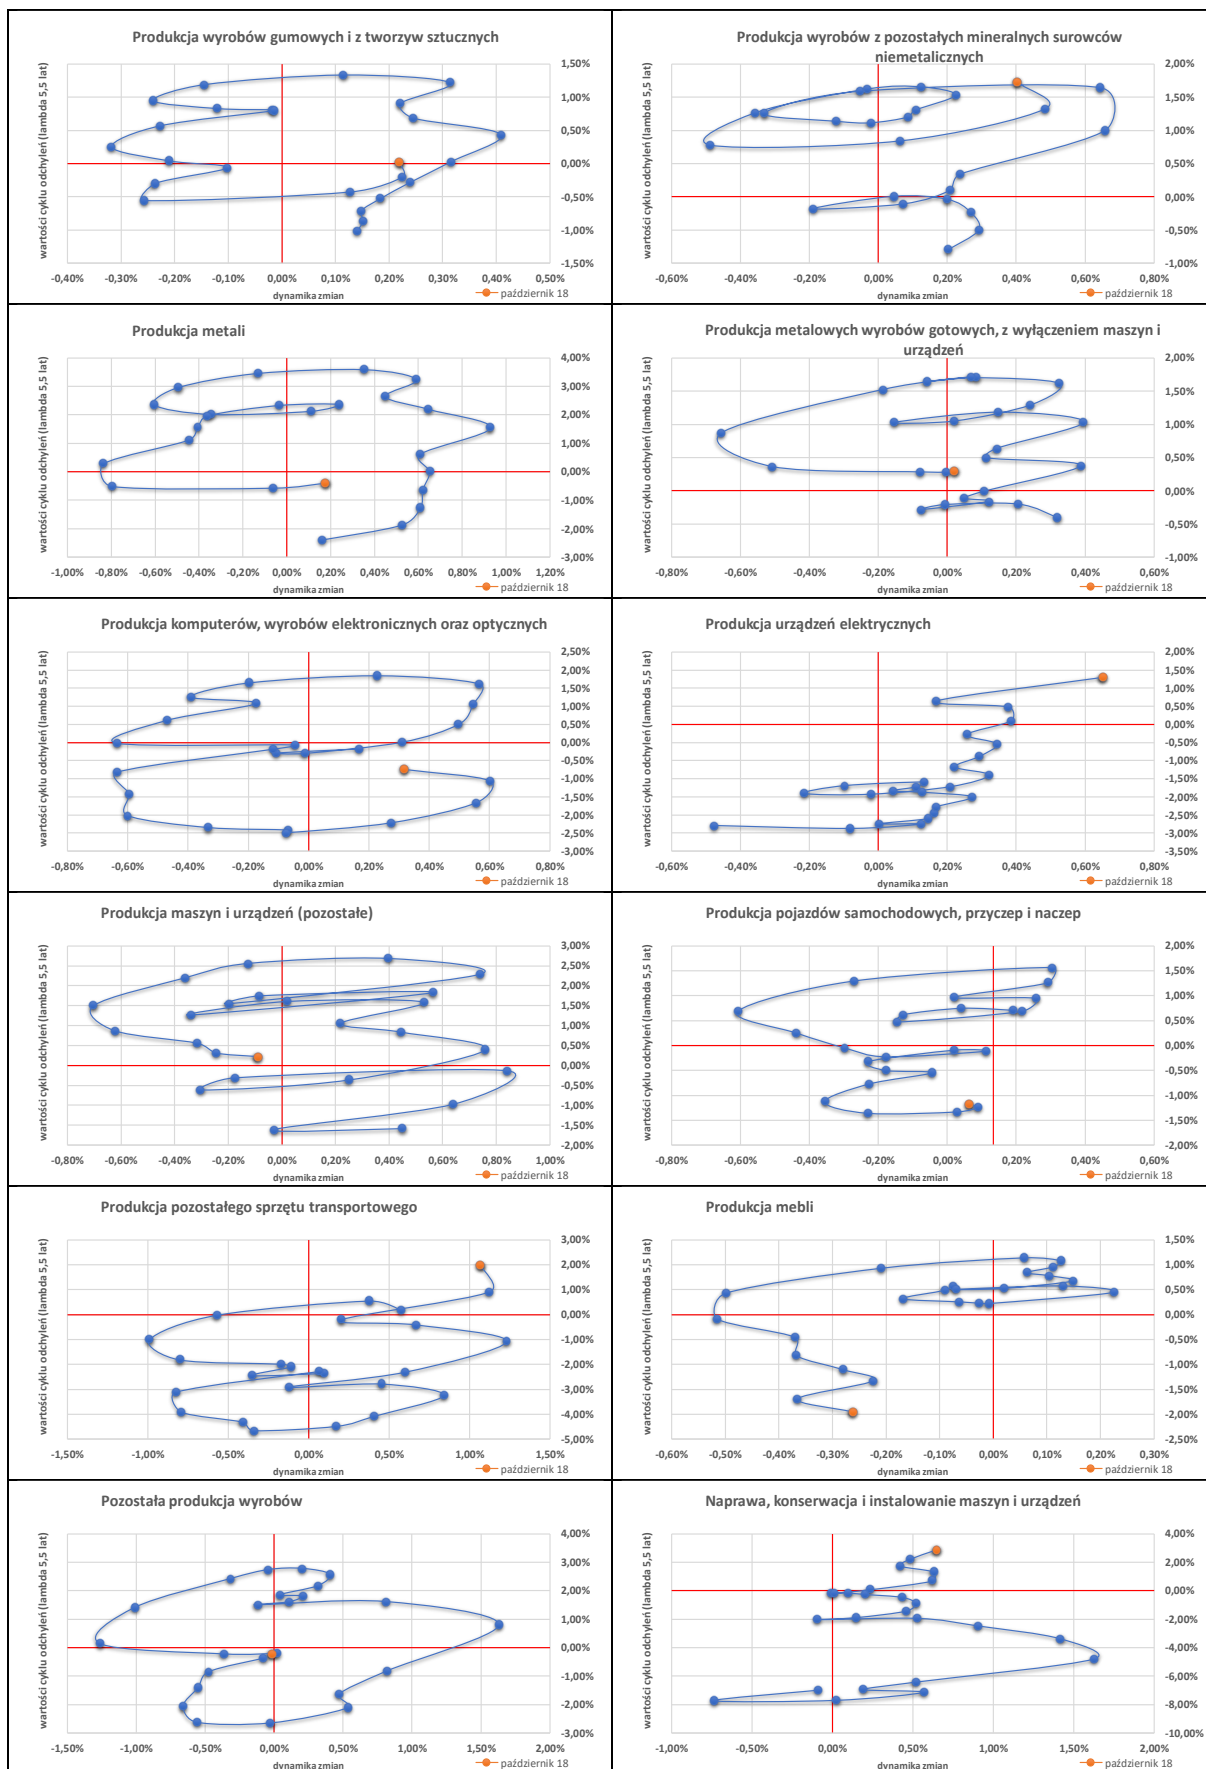 Produkcja wyrobów gumowych i z tworzyw sztucznych
wartości cyklu odchyleń (lambda 5,5 lat)
1,50%
1,00%
0,50%
0,00%
-0,50%
-1,00%
-1,50%
-0,40% -0,30% -0,20% -0,10% 0,00% 0,10% 0,20% 0,30% 0,40% 0,50%
dynamika zmian
październik 18
Produkcja wyrobów z pozostałych mineralnych surowców
niemetalicznych
wartości cyklu odchyleń (lambda 5,5 lat)
2,00%
1,50%
1,00%
0,50%
0,00%
-0,50%
-1,00%
-0,60% -0,40% -0,20% 0,00% 0,20% 0,40% 0,60% 0,80%
dynamika zmian
październik 18
Produkcja metali
wartości cyklu odchyleń (lambda 5,5 lat)
4,00%
3,00%
2,00%
1,00%
0,00%
-1,00%
-2,00%
-3,00%
-1,00% -0,80% -0,60% -0,40% -0,20% 0,00% 0,20% 0,40% 0,60% 0,80% 1,00% 1,20%
dynamika zmian
październik 18
Produkcja metalowych wyrobów gotowych, z wyłączeniem maszyn i
urządzeń
wartości cyklu odchyleń (lambda 5,5 lat)
2,00%
1,50%
1,00%
0,50%
0,00%
-0,50%
-1,00%
-0,80% -0,60% -0,40% -0,20% 0,00% 0,20% 0,40% 0,60%
dynamika zmian
październik 18
Produkcja komputerów, wyrobów elektronicznych oraz optycznych
wartości cyklu odchyleń (lambda 5,5 lat)
2,50%
2,00%
1,50%
1,00%
0,50%
0,00%
-0,50%
-1,00%
-1,50%
-2,00%
-2,50%
-3,00%
-0,80% -0,60% -0,40% -0,20% 0,00% 0,20% 0,40% 0,60% 0,80%
dynamika zmian
październik 18
Produkcja urządzeń elektrycznych
wartości cyklu odchyleń (lambda 5,5 lat)
2,00%
1,50%
1,00%
0,50%
0,00%
-0,50%
-1,00%
-1,50%
-2,00%
-2,50%
-3,00%
-3,50%
-0,60% -0,40% -0,20% 0,00% 0,20% 0,40% 0,60% 0,80%
dynamika zmian
październik 18
Produkcja maszyn i urządzeń (pozostałe)
wartości cyklu odchyleń (lambda 5,5 lat)
3,00%
2,50%
2,00%
1,50%
1,00%
0,50%
0,00%
-0,50%
-1,00%
-1,50%
-2,00%
-0,80% -0,60% -0,40% -0,20% 0,00% 0,20% 0,40% 0,60% 0,80% 1,00%
dynamika zmian
październik 18
Produkcja pojazdów samochodowych, przyczep i naczep
wartości cyklu odchyleń (lambda 5,5 lat)
2,00%
1,50%
1,00%
0,50%
0,00%
-0,50%
-1,00%
-1,50%
-2,00%
-0,80% -0,60% -0,40% -0,20% 0,00% 0,20% 0,40% 0,60%
dynamika zmian
październik 18
Produkcja pozostałego sprzętu transportowego
wartości cyklu odchyleń (lambda 5,5 lat)
3,00%
2,00%
1,00%
0,00%
-1,00%
-2,00%
-3,00%
-4,00%
-5,00%
-1,50% -1,00% -0,50% 0,00% 0,50% 1,00% 1,50%
dynamika zmian
październik 18
Produkcja mebli
wartości cyklu odchyleń (lambda 5,5 lat)
1,50%
1,00%
0,50%
0,00%
-0,50%
-1,00%
-1,50%
-2,00%
-2,50%
-0,60% -0,50% -0,40% -0,30% -0,20% -0,10% 0,00% 0,10% 0,20% 0,30%
dynamika zmian
październik 18
Pozostała produkcja wyrobów
wartości cyklu odchyleń (lambda 5,5 lat)
4,00%
3,00%
2,00%
1,00%
0,00%
-1,00%
-2,00%
-3,00%
-1,50% -1,00% -0,50% 0,00% 0,50% 1,00% 1,50% 2,00%
dynamika zmian
październik 18
Naprawa, konserwacja i instalowanie maszyn i urządzeń
wartości cyklu odchyleń (lambda 5,5 lat)
4,00%
2,00%
0,00%
-2,00%
-4,00%
-6,00%
-8,00%
-10,00%
-1,00% -0,50% 0,00% 0,50% 1,00% 1,50% 2,00%
dynamika zmian
październik 18